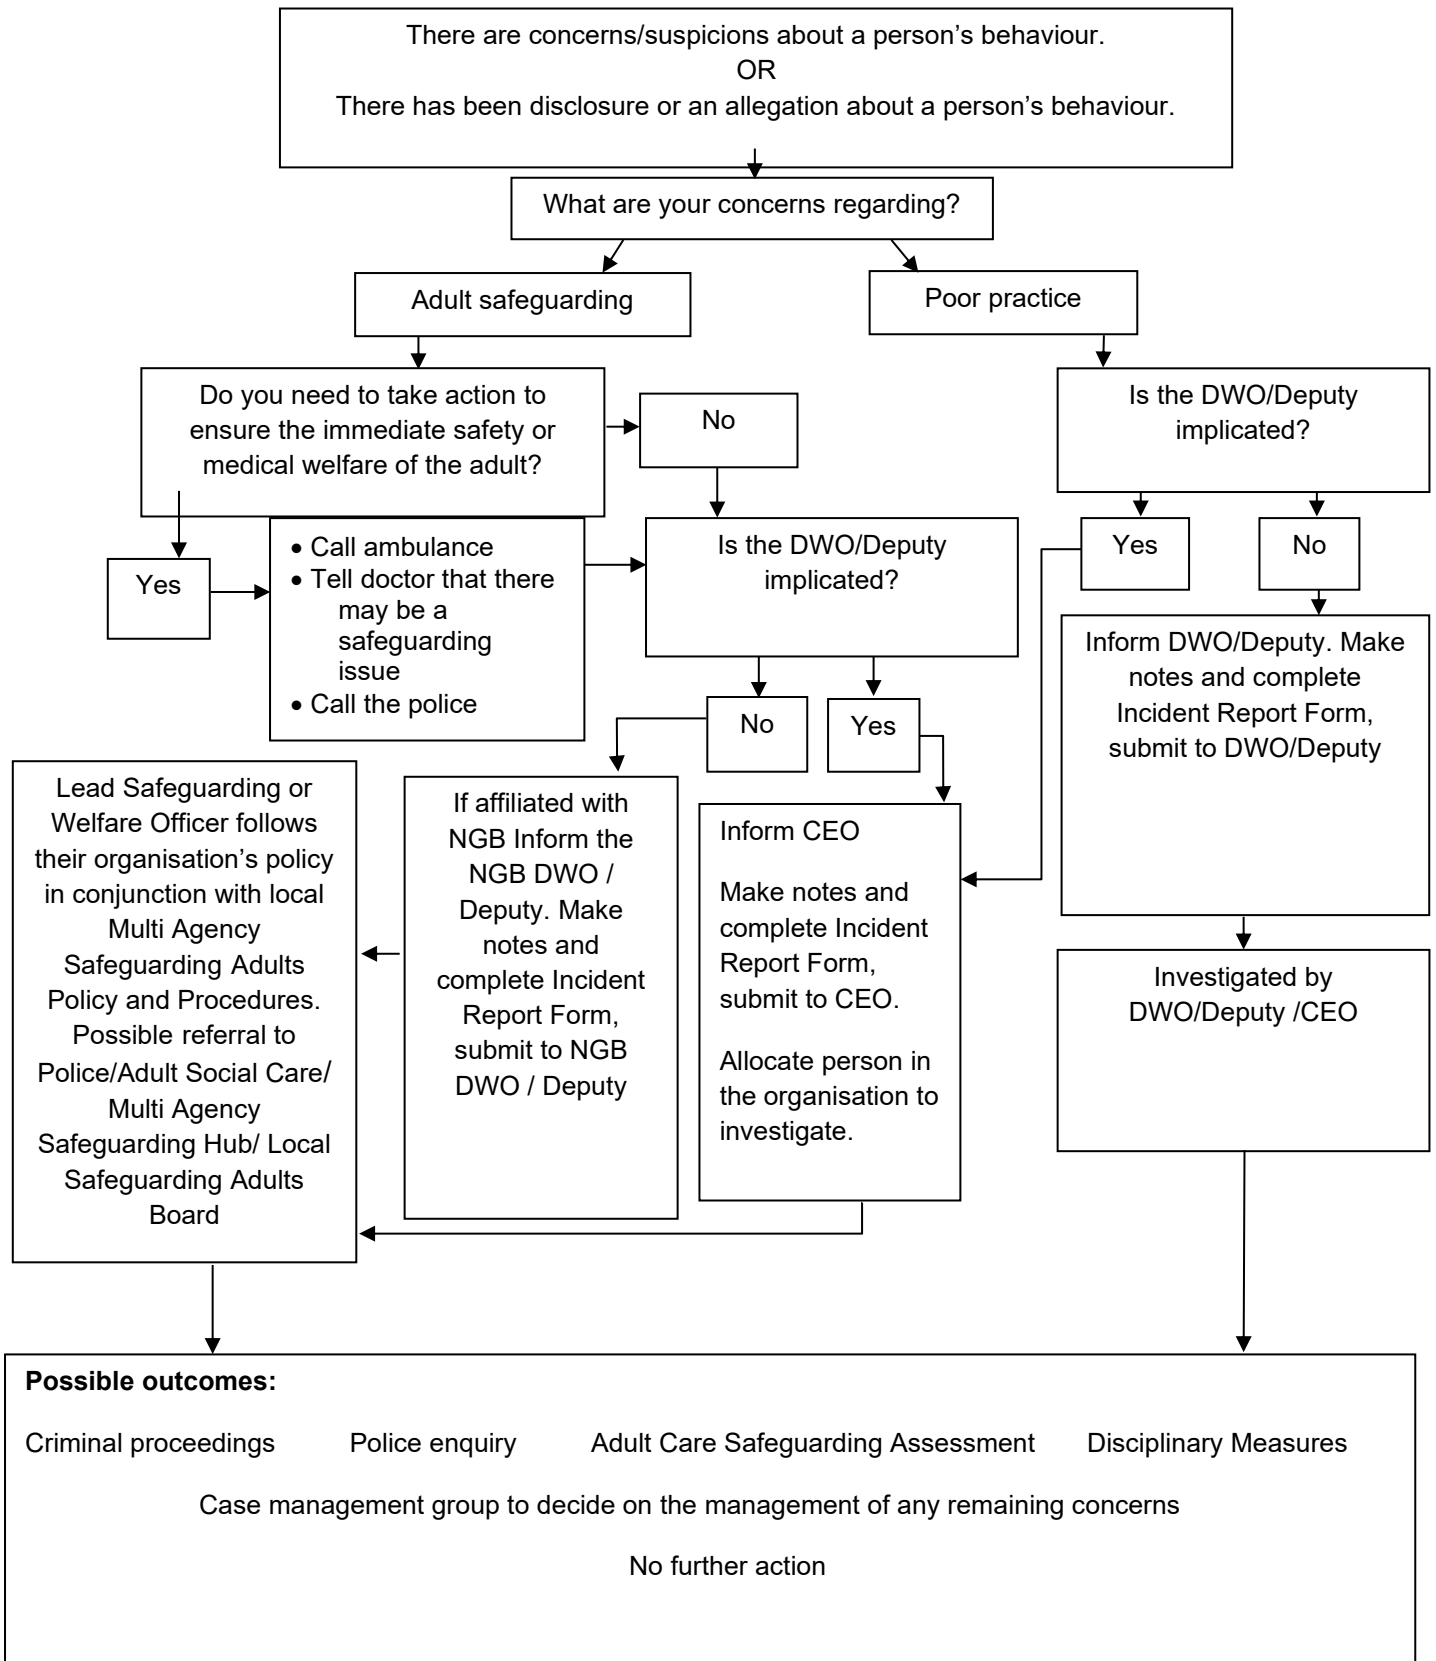 There are concerns/suspicions about a person’s behaviour.
OR
There has been disclosure or an allegation about a person’s behaviour.
What are your concerns regarding?
Adult safeguarding
Poor practice
Do you need to take action to
ensure the immediate safety or
medical welfare of the adult?
No
Is the DWO/Deputy
implicated?
Yes
• Call ambulance
• Tell doctor that there
may be a
safeguarding
issue
• Call the police
Is the DWO/Deputy
implicated?
Yes
No
No
Yes
Inform DWO/Deputy. Make
notes and complete
Incident Report Form,
submit to DWO/Deputy
Lead Safeguarding or
Welfare Officer follows
their organisation’s policy
in conjunction with local
Multi Agency
Safeguarding Adults
Policy and Procedures.
Possible referral to
Police/Adult Social Care/
Multi Agency
Safeguarding Hub/ Local
Safeguarding Adults
Board
If affiliated with
NGB Inform the
NGB DWO /
Deputy. Make
notes and
complete Incident
Report Form,
submit to NGB
DWO / Deputy
Inform CEO
Make notes and
complete Incident
Report Form,
submit to CEO.
Allocate person in
the organisation to
investigate.
Investigated by
DWO/Deputy /CEO
Possible outcomes:
Criminal proceedings Police enquiry Adult Care Safeguarding Assessment Disciplinary Measures
Case management group to decide on the management of any remaining concerns
No further action